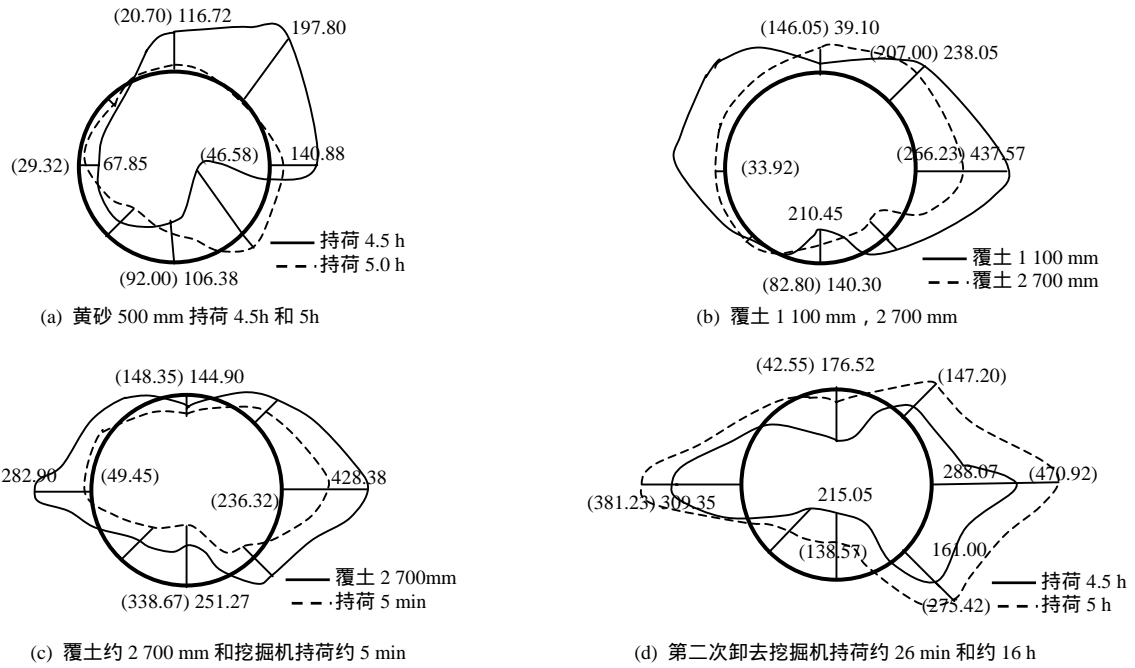 (20.70) 116.72
197.80
(29.32)
67.85
(46.58)
140.88
持荷 4.5 h
持荷 5.0 h
(92.00) 106.38
(a) 黄砂 500 mm 持荷 4.5h 和 5h
(146.05) 39.10
(207.00) 238.05
(33.92)
(266.23) 437.57
210.45
覆土 1 100 mm
覆土 2 700 mm
(82.80) 140.30
(b) 覆土 1 100 mm，2 700 mm
(148.35) 144.90
282.90
(49.45)
428.38
(236.32)
覆土 2 700mm
持荷 5 min
(338.67) 251.27
(c) 覆土约 2 700 mm 和挖掘机持荷约 5 min
(42.55) 176.52
(147.20)
288.07
(470.92)
(381.23) 309.35
215.05
(138.57)
161.00
(275.42)
持荷 4.5 h
持荷 5 h
(d) 第二次卸去挖掘机持荷约 26 min 和约 16 h